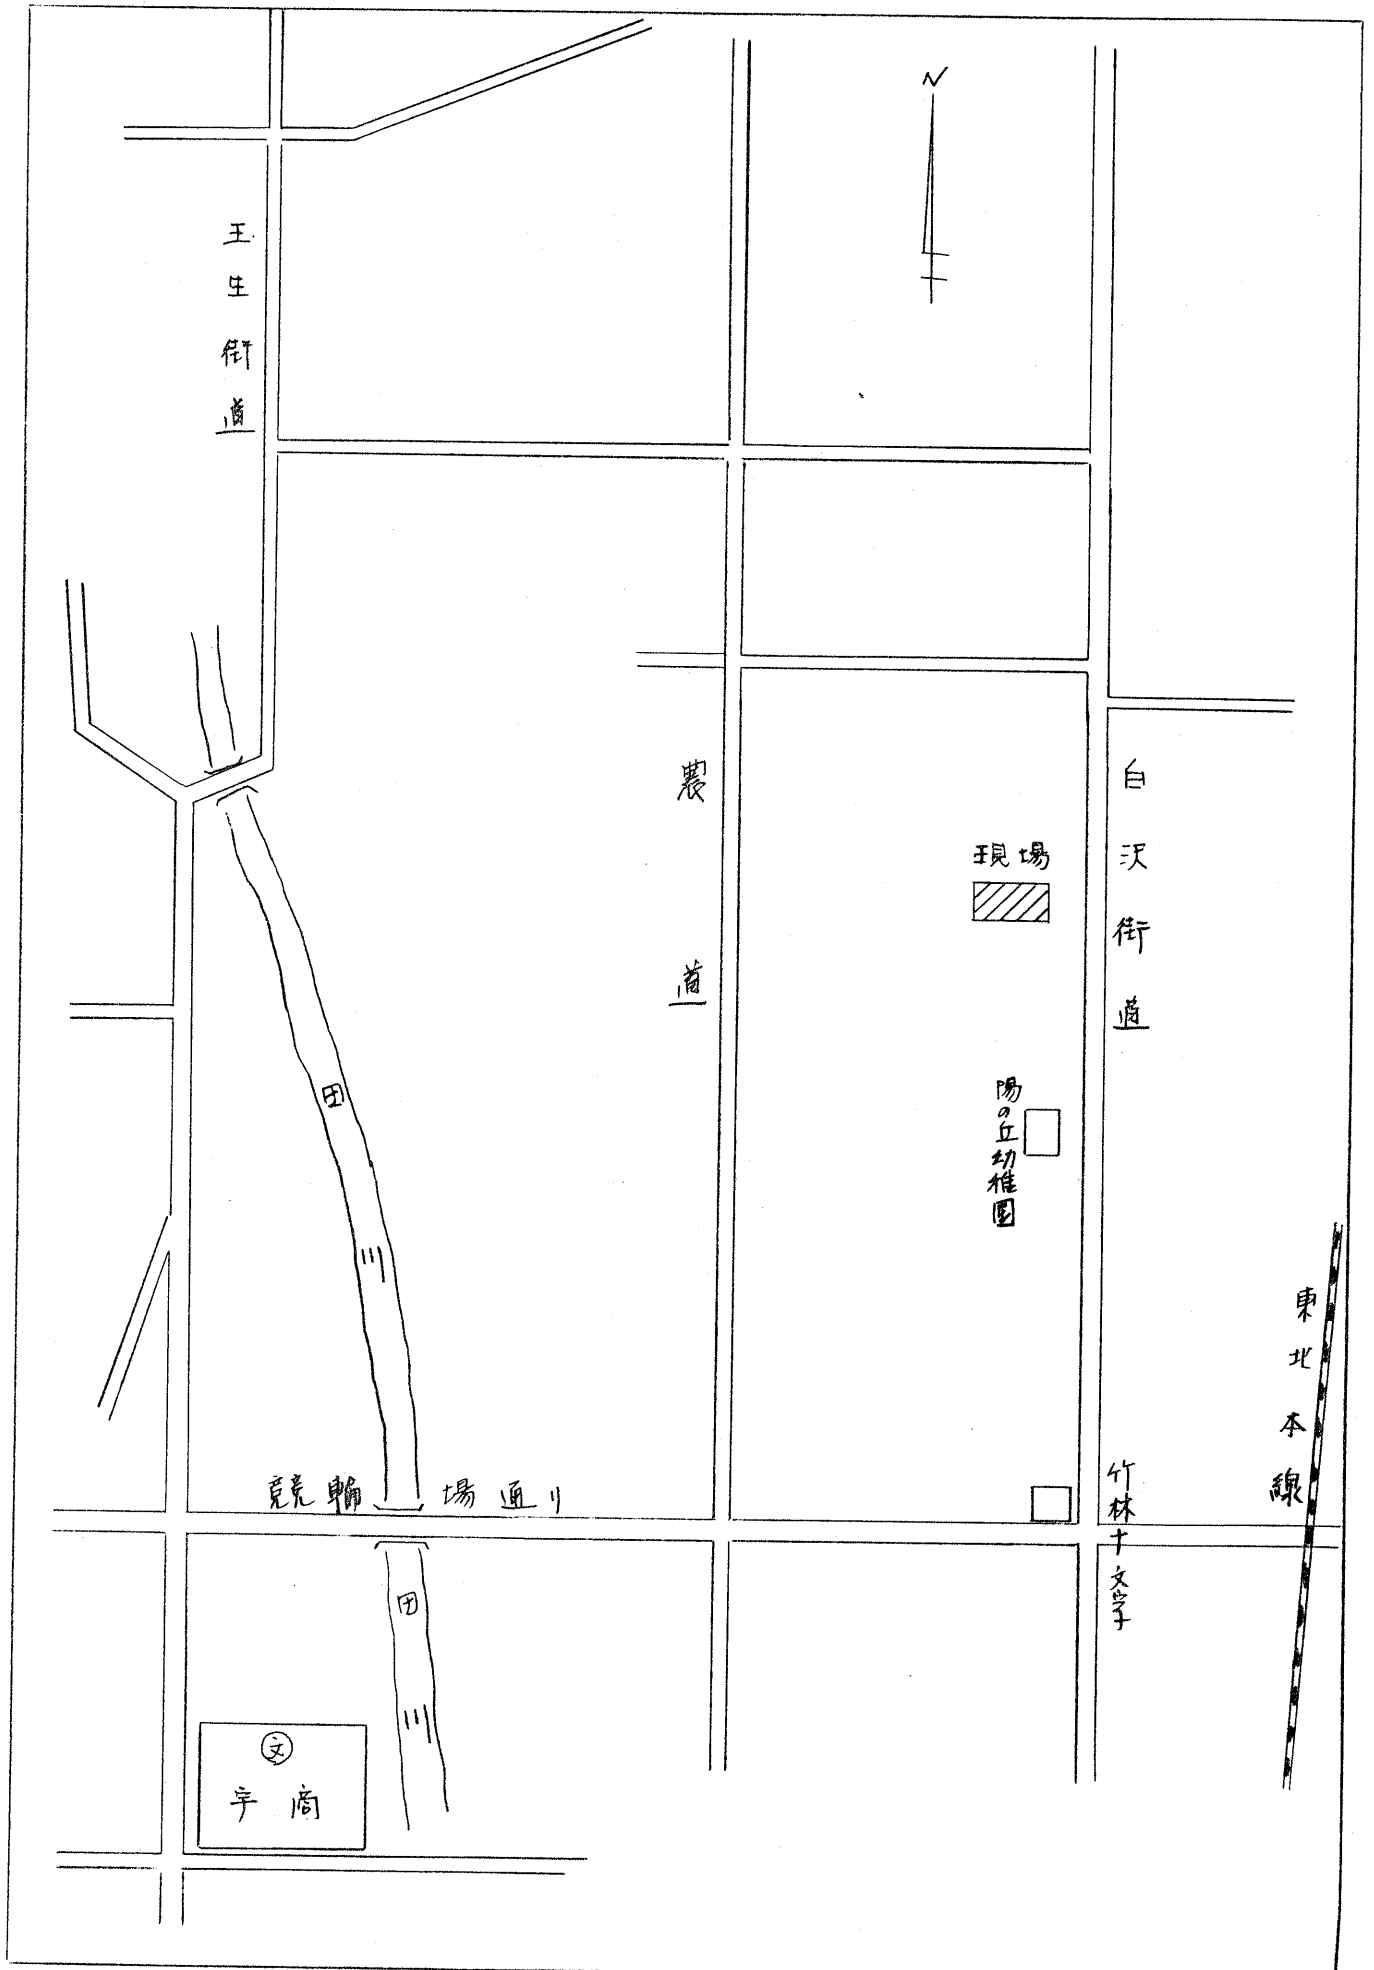 N
壬生街道
農道
現場
白沢街道
田
陽の丘幼稚園
川
東北本線
競輪場通り
竹林十文字
田
川
文
宇商